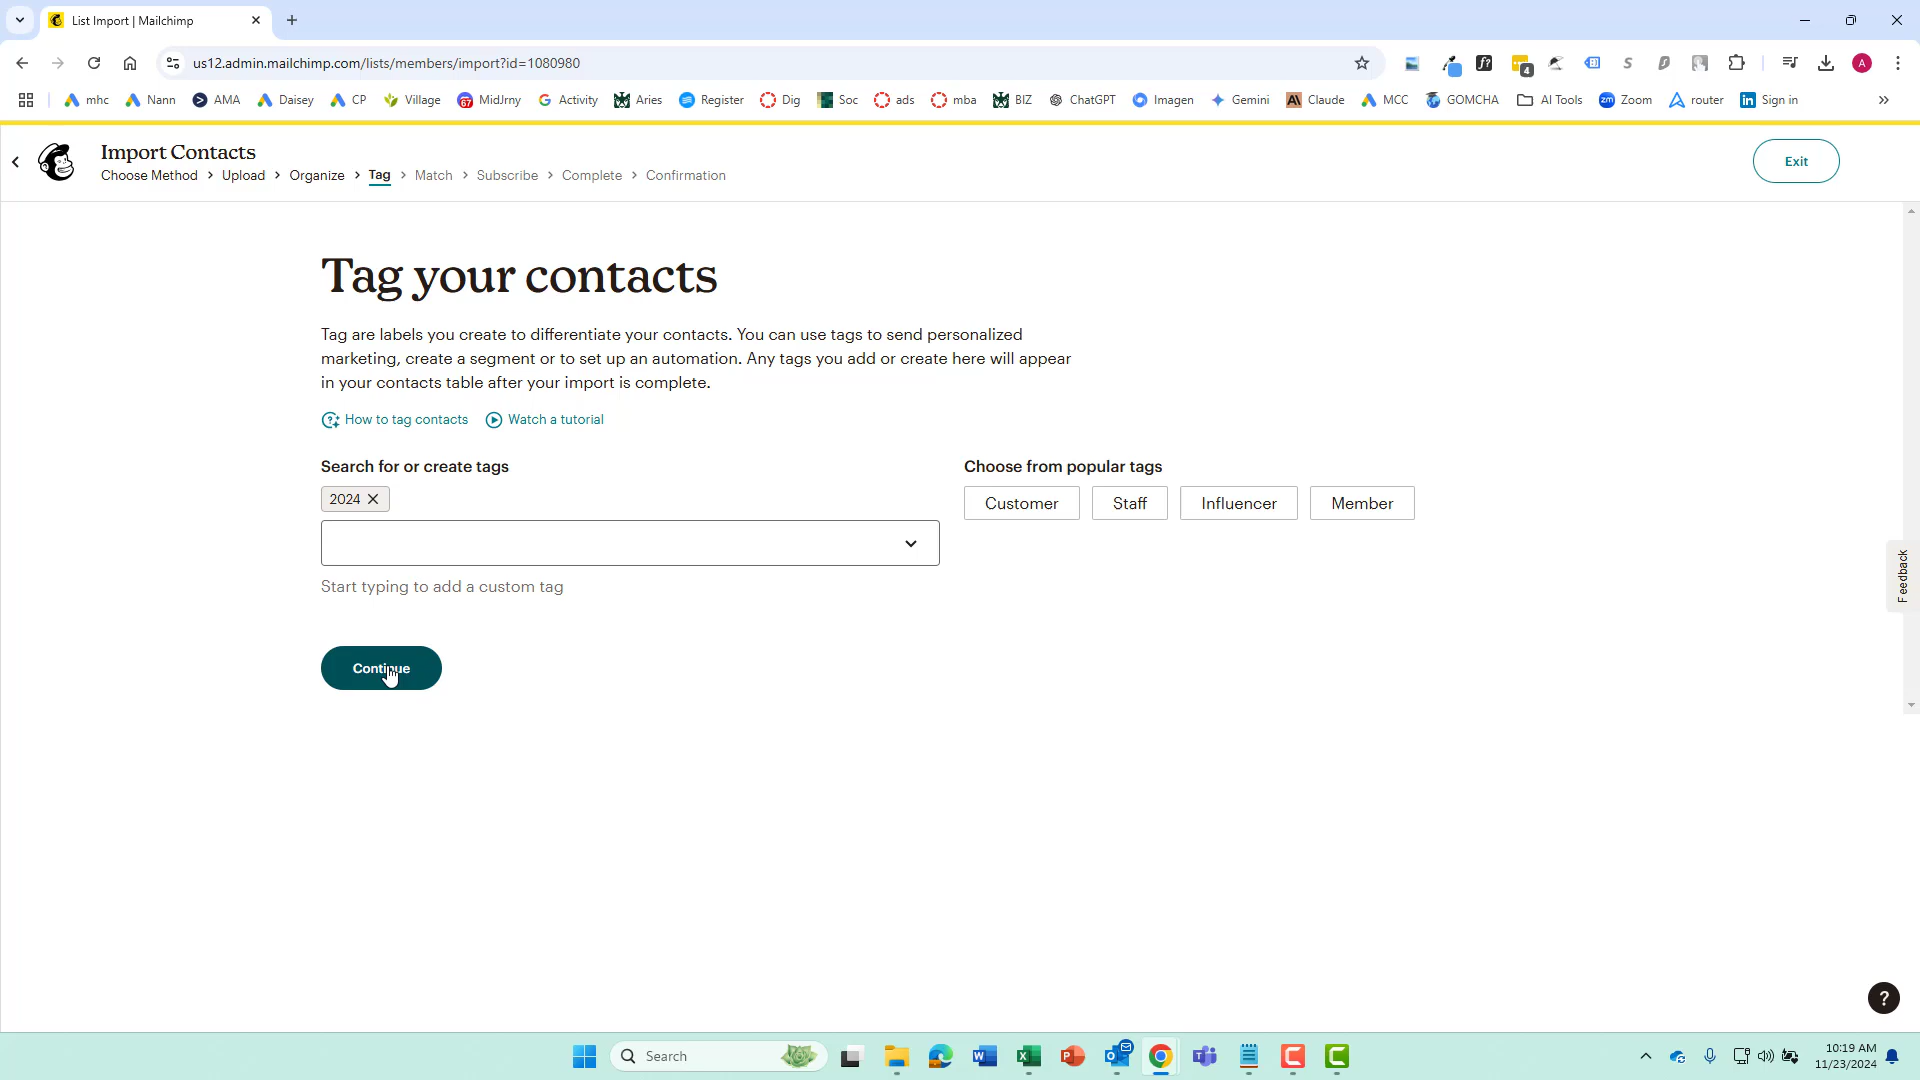 List Import | Mailchimp
us12.admin.mailchimp.com/lists/members/import?id=1080980
4
A
mhc Nann AMA Daisey CP Village MidJrny Activity Aries Register Dig Soc ads mba BIZ ChatGPT Imagen Gemini Claude MCC GOMCHA AI Tools Zoom router Sign in
Import Contacts
Choose Method > Upload > Organize > Tag > Match > Subscribe > Complete > Confirmation
Exit
Tag your contacts
Tag are labels you create to differentiate your contacts. You can use tags to send personalized
marketing, create a segment or to set up an automation. Any tags you add or create here will appear
in your contacts table after your import is complete.
How to tag contacts Watch a tutorial
Search for or create tags
2024
Start typing to add a custom tag
Choose from popular tags
Customer Staff Influencer Member
Feedback
Continue
?
Search
10:19 AM
11/23/2024